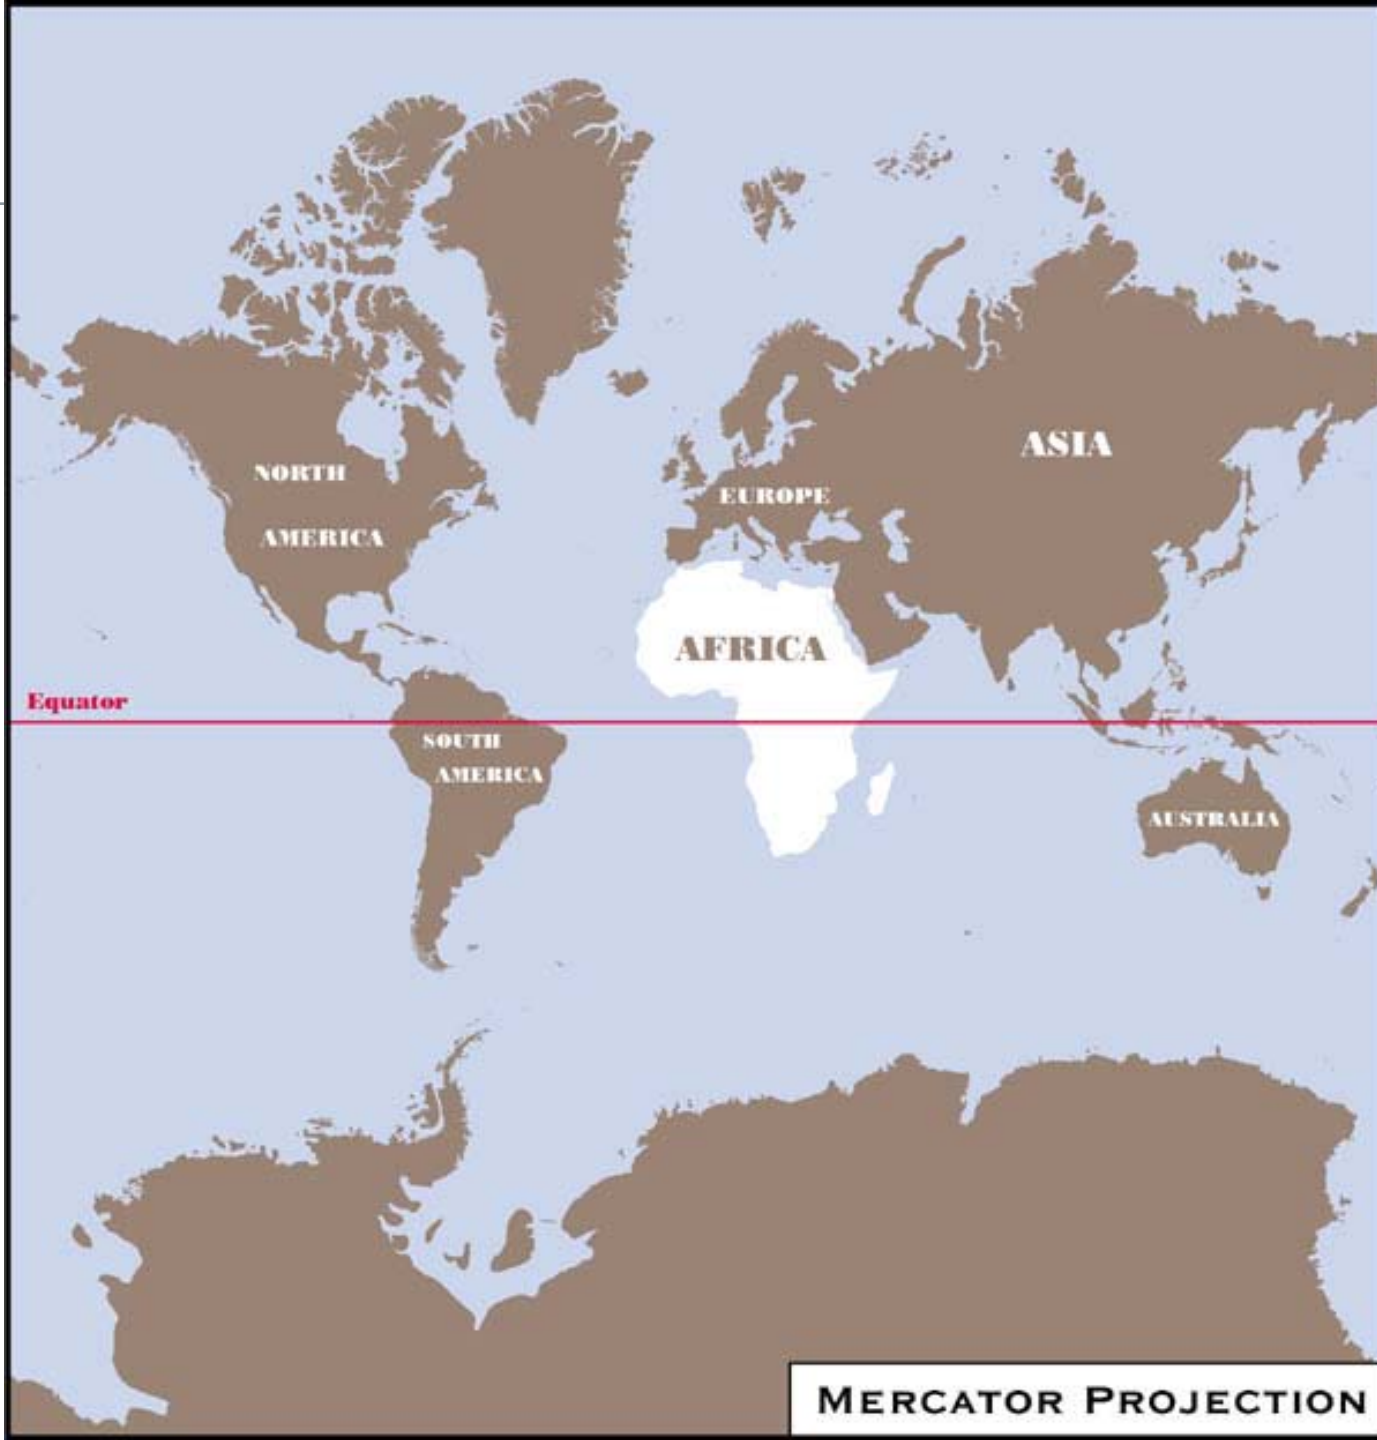 NORTH
AMERICA
ASIA
EUROPE
AFRICA
Equator
SOUTH
AMERICA
AUSTRALIA
MERCATOR PROJECTION